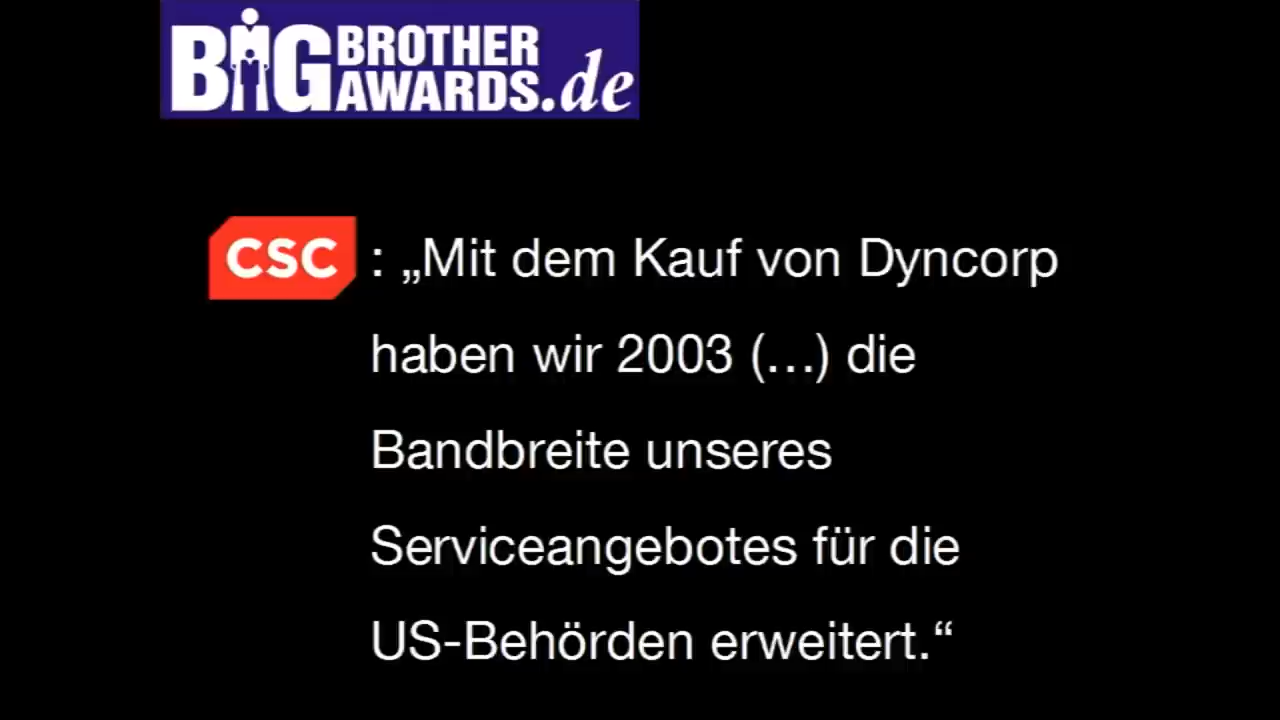 BIG BROTHER
AWARDS.de
CSC : „Mit dem Kauf von Dyncorp
haben wir 2003 (...) die
Bandbreite unseres
Serviceangebotes für die
US-Behörden erweitert.“